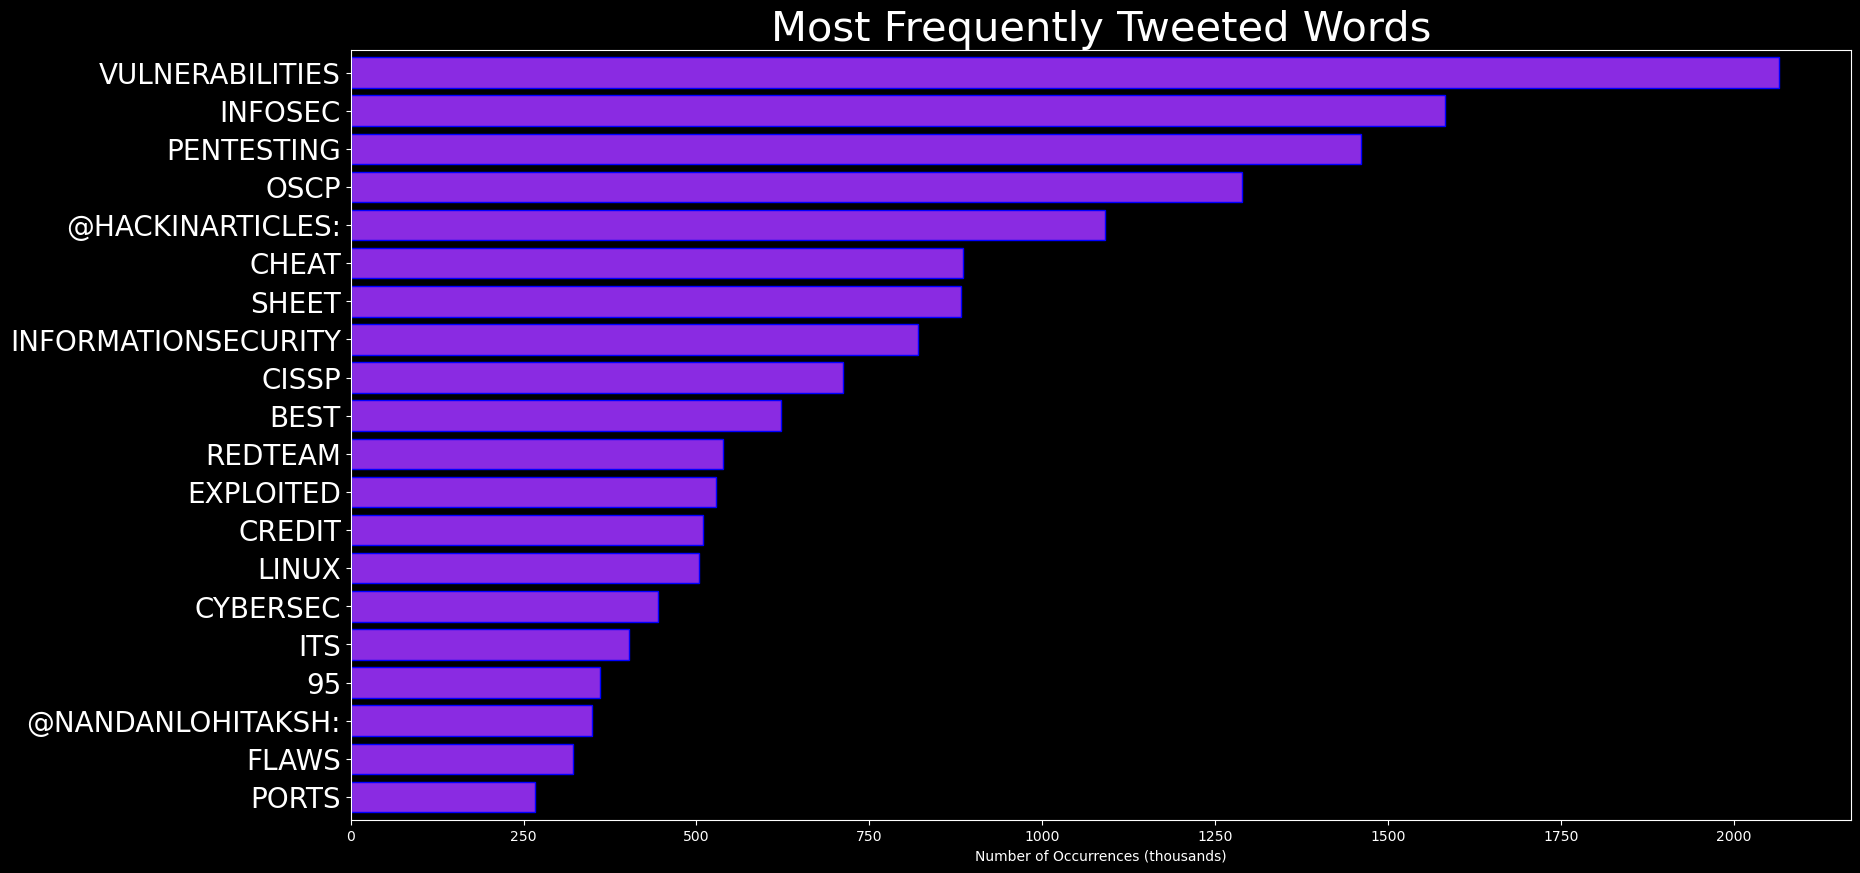 Most Frequently Tweeted Words
VULNERABILITIES
INFOSEC
PENTESTING
OSCP
@HACKINARTICLES:
CHEAT
SHEET
INFORMATIONSECURITY
CISSP
BEST
REDTEAM
EXPLOITED
CREDIT
LINUX
CYBERSEC
ITS
95
@NANDANLOHITAKSH:
FLAWS
PORTS
0 250 500 750 1000 1250 1500 1750 2000
Number of Occurrences (thousands)